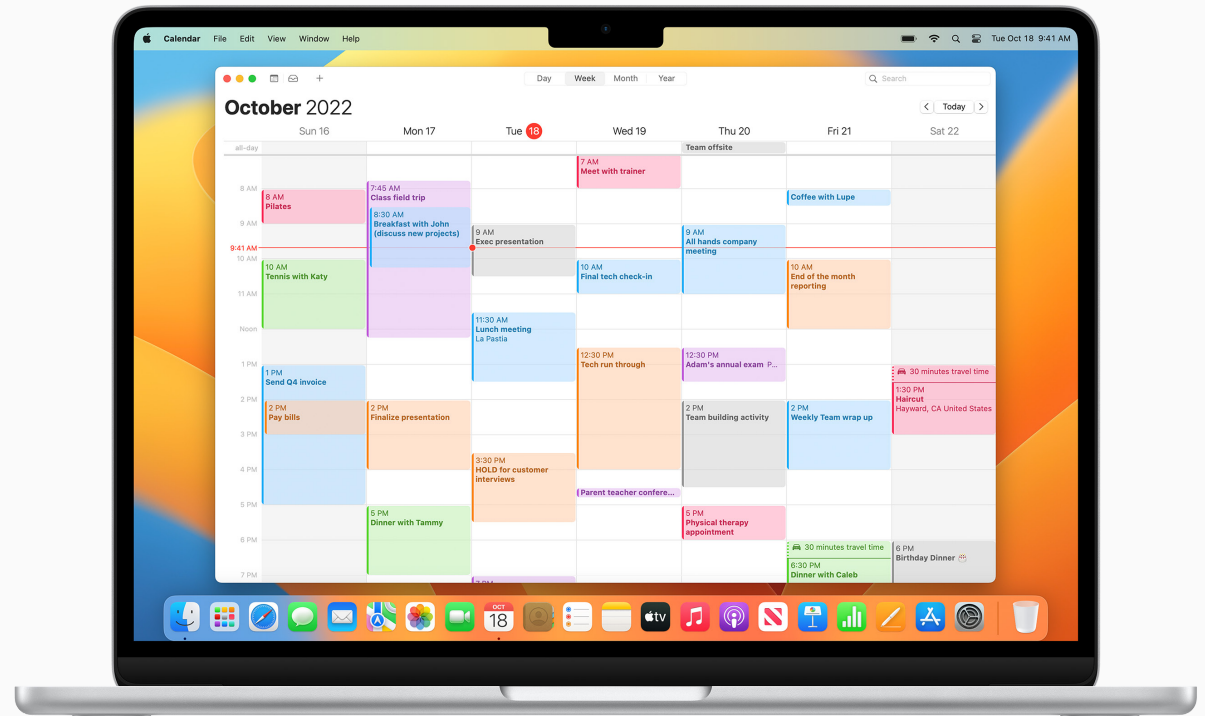 Calendar File Edit View Window Help
Tue Oct 18 9:41 AM
Day Week Month Year
Search
October 2022
Today
Sun 16 Mon 17 Tue 18 Wed 19 Thu 20 Fri 21 Sat 22
all-day
Team offsite
8 AM
9 AM
9:41 AM
10 AM
11 AM
Noon
1 PM
2 PM
3 PM
4 PM
5 PM
6 PM
7 PM
8 AM
Pilates
10 AM
Tennis with Katy
1 PM
Send Q4 invoice
2 PM
Pay bills
7:45 AM
Class field trip
8:30 AM
Breakfast with John
(discuss new projects)
2 PM
Finalize presentation
5 PM
Dinner with Tammy
9 AM
Exec presentation
11:30 AM
Lunch meeting
La Pastia
3:30 PM
HOLD for customer
interviews
7 AM
Meet with trainer
10 AM
Final tech check-in
12:30 PM
Tech run through
Parent teacher confere...
9 AM
All hands company
meeting
12:30 PM
Adam's annual exam P...
2 PM
Team building activity
5 PM
Physical therapy
appointment
Coffee with Lupe
10 AM
End of the month
reporting
2 PM
Weekly Team wrap up
30 minutes travel time
6:30 PM
Dinner with Caleb
30 minutes travel time
1:30 PM
Haircut
Hayward, CA United States
6 PM
Birthday Dinner
OCT
18
tv